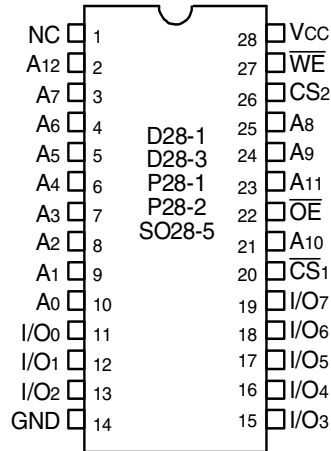 NC 1 28 VCC
A12 2 27 W̅E̅
A7 3 26 CS2
A6 4 25 A8
D28-1
A5 5 24 A9
D28-3
A4 6 P28-1 23 A11
A3 7 P28-2 22 O̅E̅
A2 8 SO28-5 21 A10
A1 9 20 C̅S̅1
A0 10 19 I/O7
I/O0 11 18 I/O6
I/O1 12 17 I/O5
I/O2 13 16 I/O4
GND 14 15 I/O3